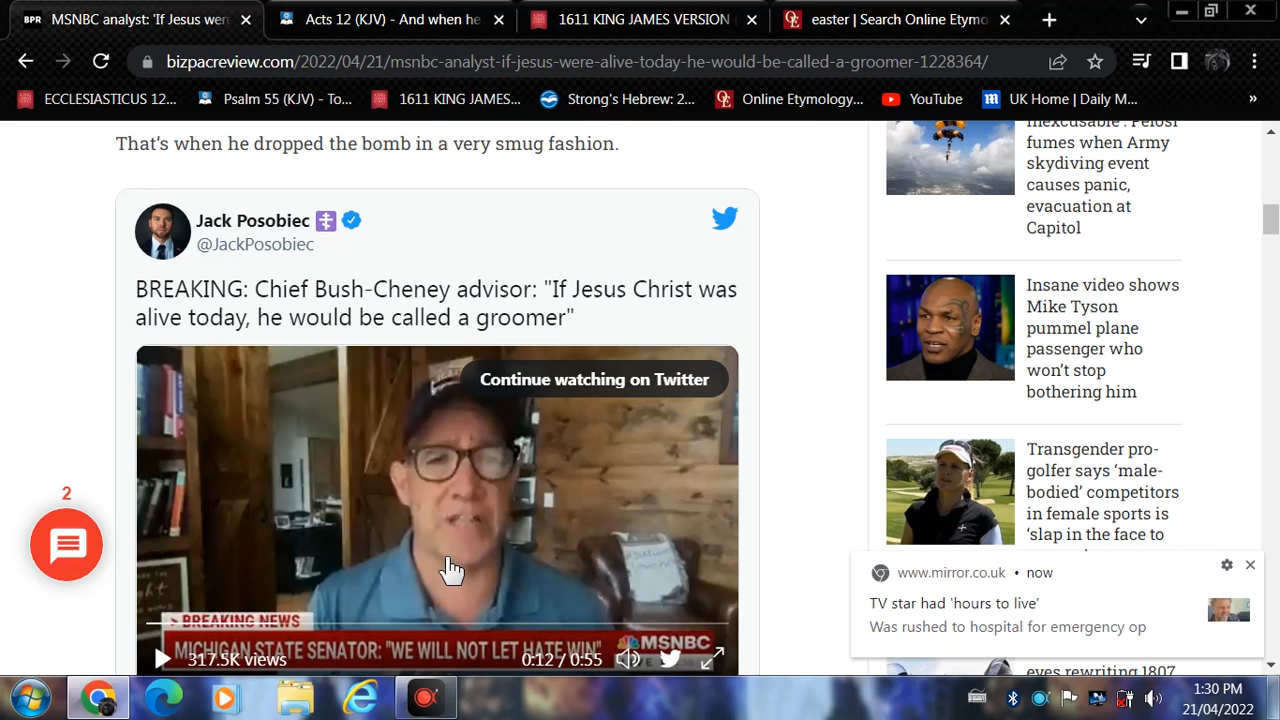 BPR MSNBC analyst: 'If Jesus were
Acts 12 (KJV) - And when he
1611 KING JAMES VERSION
OE easter | Search Online Etymo
bizpacreview.com/2022/04/21/msnbc-analyst-if-jesus-were-alive-today-he-would-be-called-a-groomer-1228364/
ECCLESIASTICUS 12...
Psalm 55 (KJV) - To...
1611 KING JAMES...
Strong's Hebrew: 2...
OE Online Etymology...
YouTube
m UK Home | Daily M...
»
That's when he dropped the bomb in a very smug fashion.
Jack Posobiec
@JackPosobiec
BREAKING: Chief Bush-Cheney advisor: "If Jesus Christ was
alive today, he would be called a groomer"
Continue watching on Twitter
> BREAKING NEWS
MICHIGAN STATE SENATOR: "WE WILL NOT LET HATE WIN"
MSNBC
317.5K views
0:12 / 0:55
2
inexcusable': Pelosi
fumes when Army
skydiving event
causes panic,
evacuation at
Capitol
Insane video shows
Mike Tyson
pummel plane
passenger who
won't stop
bothering him
Transgender pro-
golfer says 'male-
bodied' competitors
in female sports is
'slap in the face to
www.mirror.co.uk • now
TV star had 'hours to live'
Was rushed to hospital for emergency op
eyes rewriting 1807
1:30 PM
21/04/2022